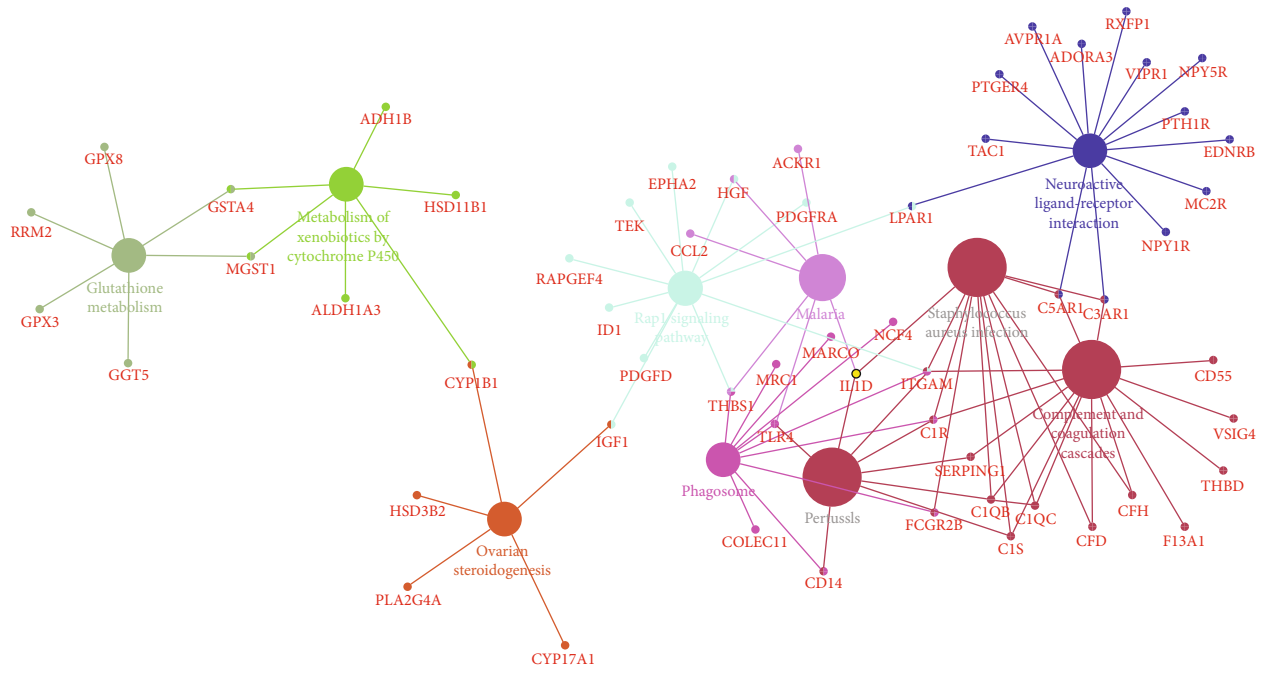 RXFP1
AVPR1A
ADORA3
VIPR1
NPY5R
PTGER4
PTH1R
TAC1
EDNRB
Neuroactive
ligand-receptor
interaction
MC2R
NPY1R
LPAR1
ADH1B
GPX8
GSTA4
HSD11B1
Metabolism of
xenobiotics by
cytochrome P450
RRM2
MGST1
Glutathione
metabolism
GPX3
ALDH1A3
GGT5
CYP1B1
ACKR1
EPHA2
HGF
TEK
PDGFRA
CCL2
RAPGEF4
ID1
Rap1 signaling
pathway
Malaria
Staphylococcus
aureus infection
C5AR1
C3AR1
NCF4
MARCO
PDGFD
MRC1
IL1D
ITGAM
CD55
THBS1
TLR4
C1R
Complement and
coagulation
cascades
VSIG4
IGF1
SERPING1
THBD
Phagosome
Pertussls
HSD3B2
FCGR2B
C1QB
C1QC
CFH
COLEC11
C1S
CFD
F13A1
Ovarian
steroidogenesis
CD14
PLA2G4A
CYP17A1